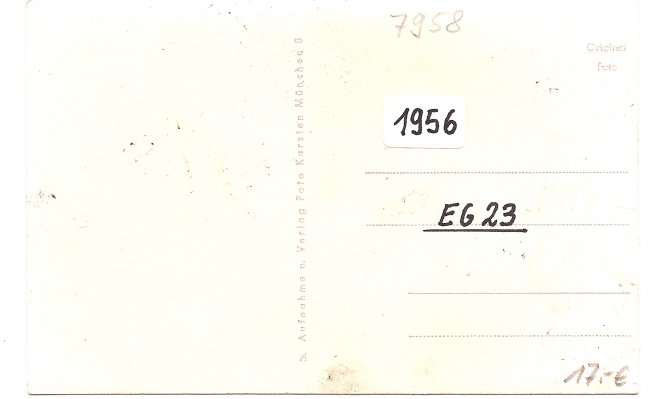 7958
Original
Foto
1956
EG 23
Aufnahme u. Verlag Foto Karsten München 8
17.-€